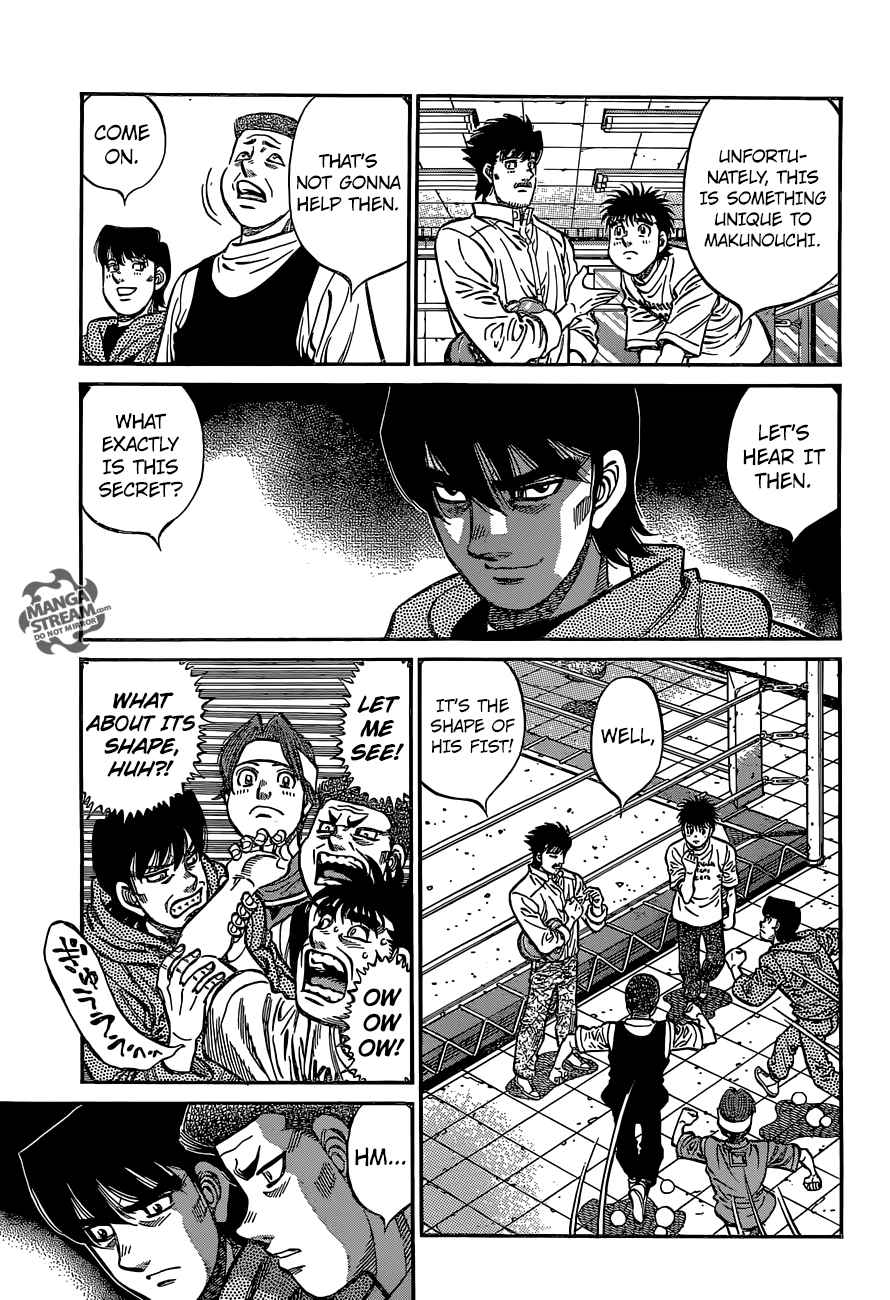 UNFORTU-
NATELY, THIS
IS SOMETHING
UNIQUE TO
MAKUNOUCHI.
THAT'S
NOT GONNA
HELP THEN.
COME
ON.
LET'S
HEAR IT
THEN.
WHAT
EXACTLY
IS THIS
SECRET?
MANGA
STREAM.com
DO NOT MIRROR
WELL,
IT'S THE
SHAPE OF
HIS FIST!
LET
ME
SEE!
WHAT
ABOUT ITS
SHAPE,
HUH?!
OW
OW
OW!
HM...